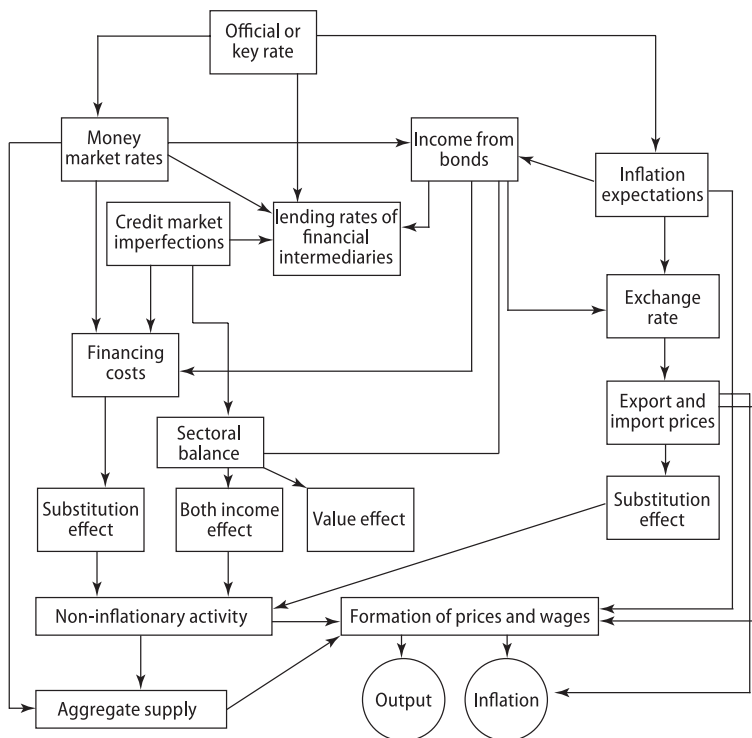 Official or
key rate
Money
market rates
Income from
bonds
Inflation
expectations
Credit market
imperfections
lending rates of
financial
intermediaries
Exchange
rate
Financing
costs
Export and
import prices
Sectoral
balance
Substitution
effect
Both income
effect
Value effect
Substitution
effect
Non-inflationary activity
Formation of prices and wages
Aggregate supply
Output
Inflation